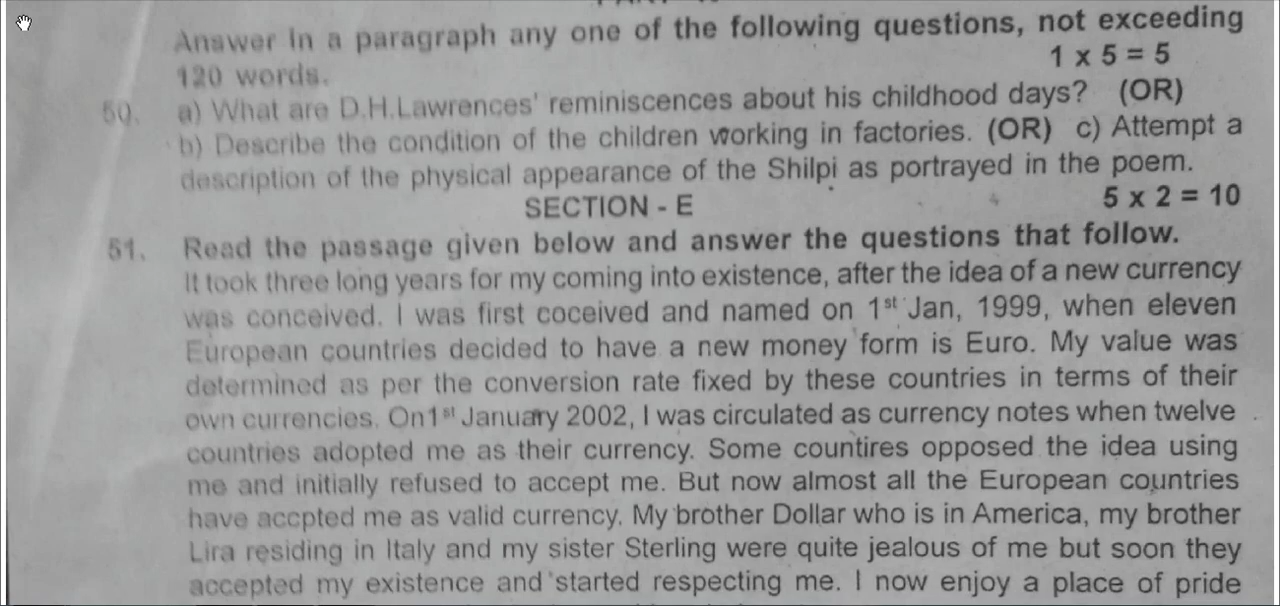 Answer in a paragraph any one of the following questions, not exceeding
120 words. 1 x 5 = 5
50. a) What are D.H.Lawrences' reminiscences about his childhood days? (OR)
b) Describe the condition of the children working in factories. (OR) c) Attempt a
description of the physical appearance of the Shilpi as portrayed in the poem.
SECTION - E 5 x 2 = 10
51. Read the passage given below and answer the questions that follow.
It took three long years for my coming into existence, after the idea of a new currency
was conceived. I was first coceived and named on 1st Jan, 1999, when eleven
European countries decided to have a new money form is Euro. My value was
determined as per the conversion rate fixed by these countries in terms of their
own currencies. On1st January 2002, I was circulated as currency notes when twelve
countries adopted me as their currency. Some countires opposed the idea using
me and initially refused to accept me. But now almost all the European countries
have accpted me as valid currency. My brother Dollar who is in America, my brother
Lira residing in Italy and my sister Sterling were quite jealous of me but soon they
accepted my existence and started respecting me. I now enjoy a place of pride